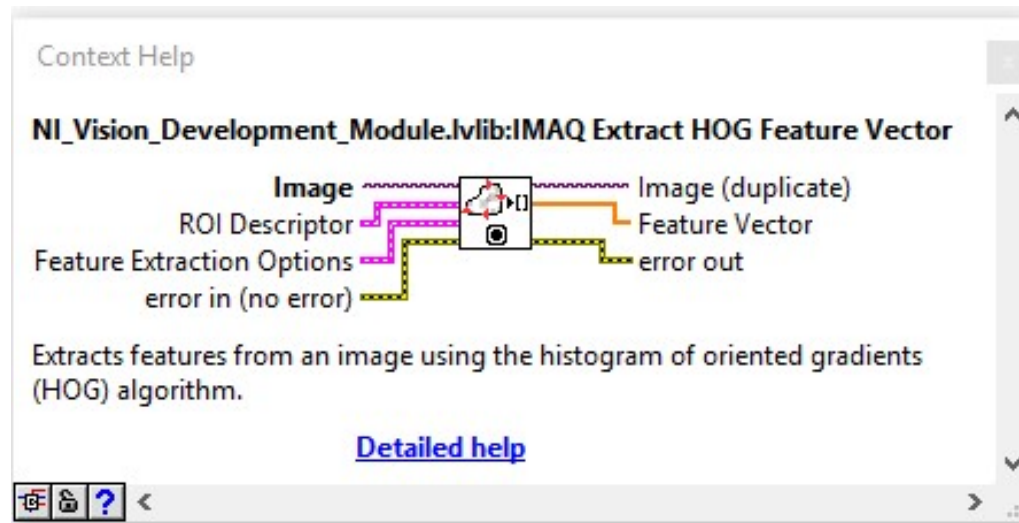 Context Help
NI_Vision_Development_Module.lvlib:IMAQ Extract HOG Feature Vector
Image
ROI Descriptor
Feature Extraction Options
error in (no error)
Image (duplicate)
Feature Vector
error out
Extracts features from an image using the histogram of oriented gradients
(HOG) algorithm.
Detailed help
?